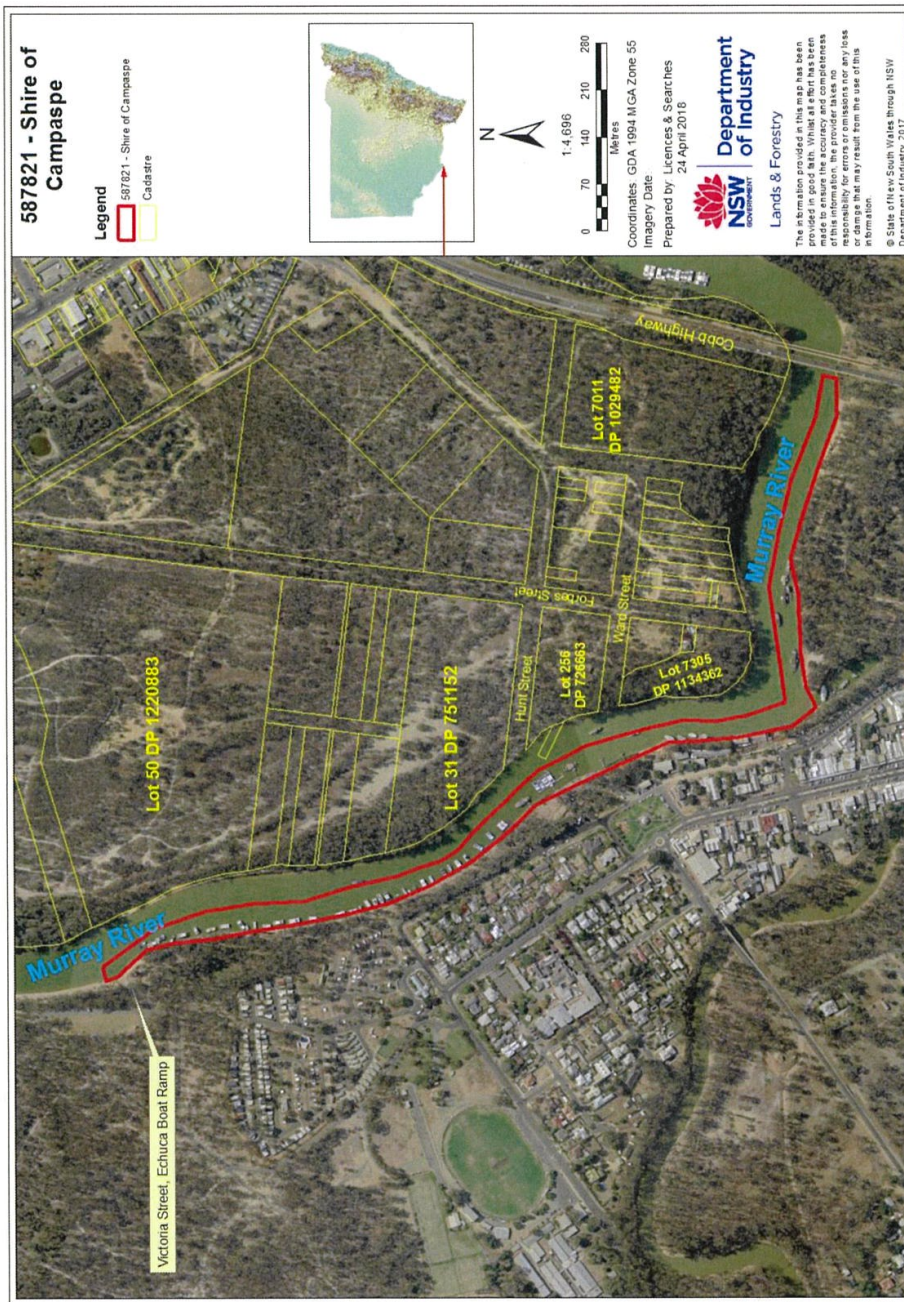 587821 - Shire of
Campaspe
Legend
587821 - Shire of Campaspe
Cadastre
N
1:4,696
0 70 140 210 280
Metres
Coordinates: GDA 1994 MGA Zone 55
Imagery Date
Prepared by: Licences & Searches
24 April 2018
NSW
GOVERNMENT
Department
of Industry
Lands & Forestry
The information provided in this map has been
provided in good faith. Whilst all effort has been
made to ensure the accuracy and completeness
of this information, the provider takes no
responsibility for errors or omissions nor any loss
or damage that may result from the use of this
information.
© State of New South Wales through NSW
Department of Industry, 2017
Murray River
Victoria Street, Echuca Boat Ramp
Lot 50 DP 1220883
Lot 31 DP 751152
Hunt Street
Forbes Street
Lot 256
DP 726663
Ward Street
Lot 7305
DP 1134362
Lot 7011
DP 1029482
Cobb Highway
Murray River